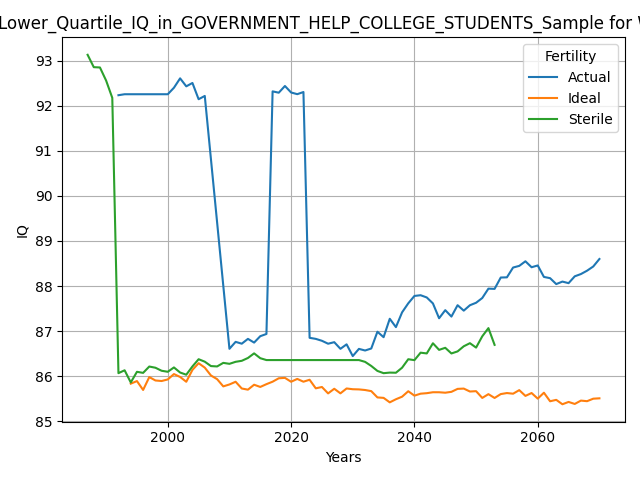 Lower_Quartile_IQ_in_GOVERNMENT_HELP_COLLEGE_STUDENTS_Sample for
Fertility
Actual
Ideal
Sterile
93
92
91
90
89
88
87
86
85
IQ
2000
2020
2040
2060
Years